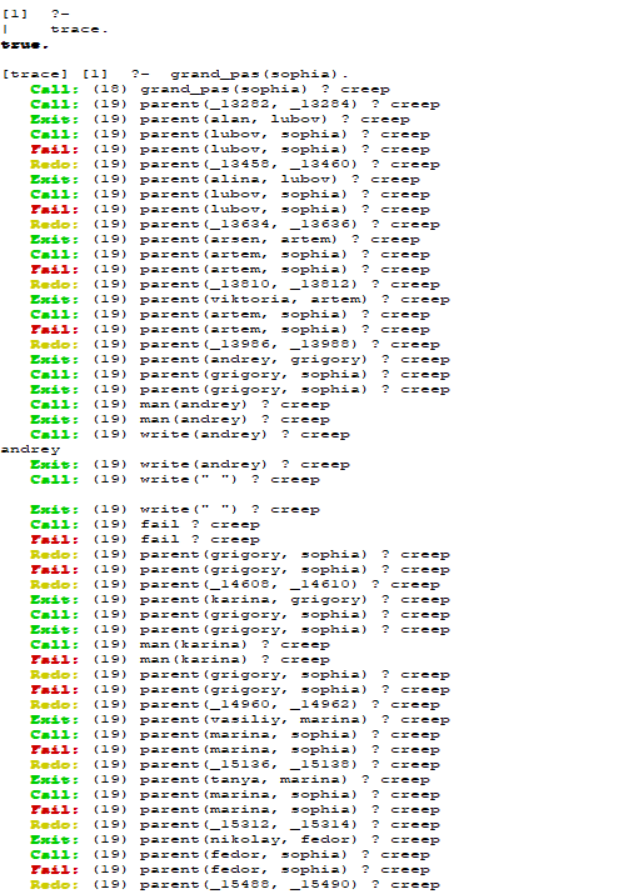 [1]  ?-
|    trace.
true.
[trace] [1]  ?-  grand_pas(sophia).
Call: (18) grand_pas(sophia) ? creep
Call: (19) parent(_13282, _13284) ? creep
Exit: (19) parent(alan, lubov) ? creep
Call: (19) parent(lubov, sophia) ? creep
Fail: (19) parent(lubov, sophia) ? creep
Redo: (19) parent(_13458, _13460) ? creep
Exit: (19) parent(alina, lubov) ? creep
Call: (19) parent(lubov, sophia) ? creep
Fail: (19) parent(lubov, sophia) ? creep
Redo: (19) parent(_13634, _13636) ? creep
Exit: (19) parent(arsen, artem) ? creep
Call: (19) parent(artem, sophia) ? creep
Fail: (19) parent(artem, sophia) ? creep
Redo: (19) parent(_13810, _13812) ? creep
Exit: (19) parent(viktoria, artem) ? creep
Call: (19) parent(artem, sophia) ? creep
Fail: (19) parent(artem, sophia) ? creep
Redo: (19) parent(_13986, _13988) ? creep
Exit: (19) parent(andrey, grigory) ? creep
Call: (19) parent(grigory, sophia) ? creep
Exit: (19) parent(grigory, sophia) ? creep
Call: (19) man(andrey) ? creep
Exit: (19) man(andrey) ? creep
Call: (19) write(andrey) ? creep
andrey
Exit: (19) write(andrey) ? creep
Call: (19) write(" ") ? creep
Exit: (19) write(" ") ? creep
Call: (19) fail ? creep
Fail: (19) fail ? creep
Redo: (19) parent(grigory, sophia) ? creep
Fail: (19) parent(grigory, sophia) ? creep
Redo: (19) parent(_14608, _14610) ? creep
Exit: (19) parent(karina, grigory) ? creep
Call: (19) parent(grigory, sophia) ? creep
Exit: (19) parent(grigory, sophia) ? creep
Call: (19) man(karina) ? creep
Fail: (19) man(karina) ? creep
Redo: (19) parent(grigory, sophia) ? creep
Fail: (19) parent(grigory, sophia) ? creep
Redo: (19) parent(_14960, _14962) ? creep
Exit: (19) parent(vasiliy, marina) ? creep
Call: (19) parent(marina, sophia) ? creep
Fail: (19) parent(marina, sophia) ? creep
Redo: (19) parent(_15136, _15138) ? creep
Exit: (19) parent(tanya, marina) ? creep
Call: (19) parent(marina, sophia) ? creep
Fail: (19) parent(marina, sophia) ? creep
Redo: (19) parent(_15312, _15314) ? creep
Exit: (19) parent(nikolay, fedor) ? creep
Call: (19) parent(fedor, sophia) ? creep
Fail: (19) parent(fedor, sophia) ? creep
Redo: (19) parent(_15488, _15490) ? creep